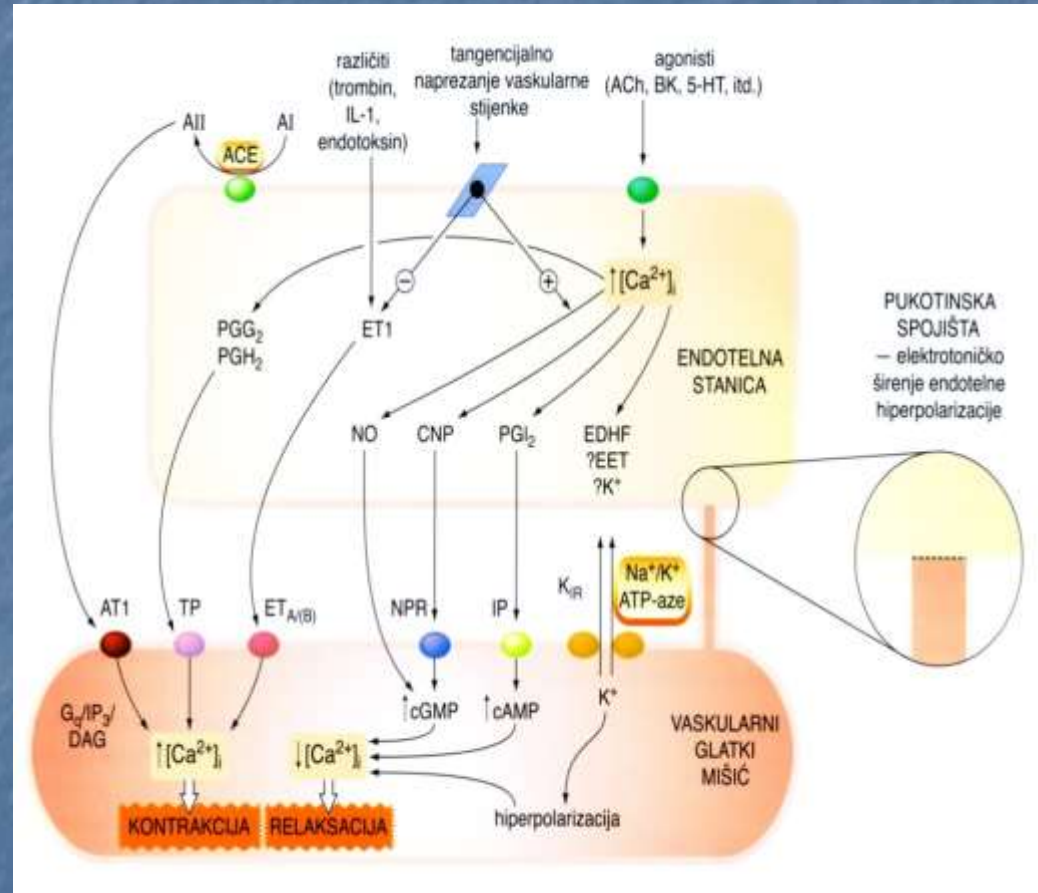 različiti
(trombin,
IL-1,
endotoksin)
tangencijalno
naprezanje vaskularne
stijenke
agonisti
(ACh, BK, 5-HT, itd.)
AII
AI
ACE
–
+
↑[Ca²⁺]ᵢ
PGG₂
PGH₂
ET1
ENDOTELNA
STANICA
PUKOTINSKA
SPOJIŠTA
— elektrotoničko
širenje endotelne
hiperpolarizacije
NO
CNP
PGI₂
EDHF
?EET
?K⁺
AT1
TP
ET_A/(B)
NPR
IP
K_IR
Na⁺/K⁺
ATP-aze
G_q/IP₃/
DAG
↑[Ca²⁺]ᵢ
↓[Ca²⁺]ᵢ
↑cGMP
↑cAMP
K⁺
hiperpolarizacija
VASKULARNI
GLATKI
MIŠIĆ
KONTRAKCIJA
RELAKSACIJA